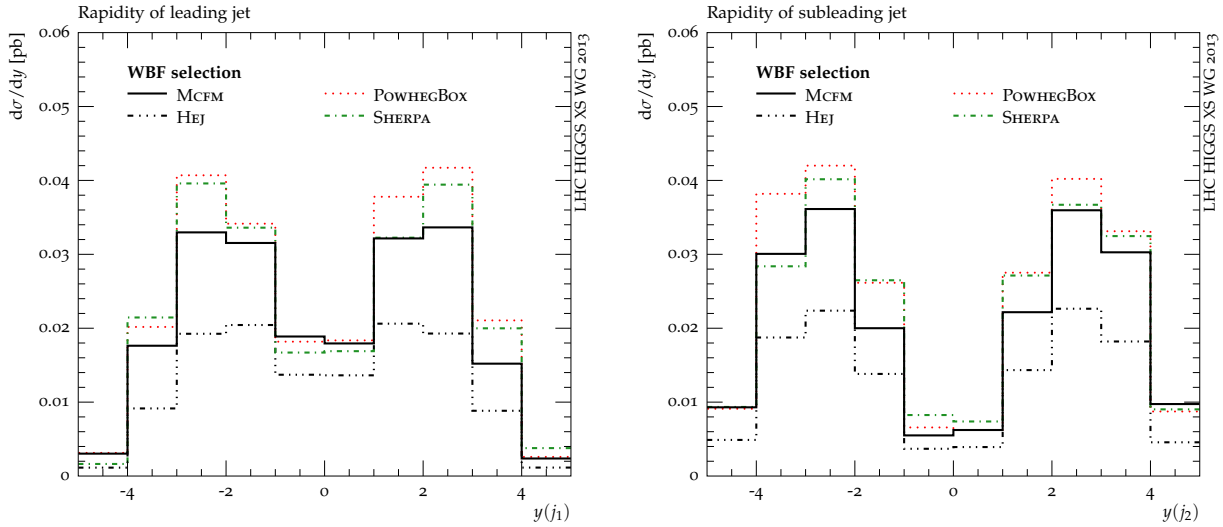 Rapidity of leading jet
dσ/dy [pb]
0.06
0.05
0.04
0.03
0.02
0.01
0
WBF selection
MCFM
HEJ
POWHEGBOX
SHERPA
LHC HIGGS XS WG 2013
-4 -2 0 2 4
y(j1)
Rapidity of subleading jet
dσ/dy [pb]
0.06
0.05
0.04
0.03
0.02
0.01
0
WBF selection
MCFM
HEJ
POWHEGBOX
SHERPA
LHC HIGGS XS WG 2013
-4 -2 0 2 4
y(j2)